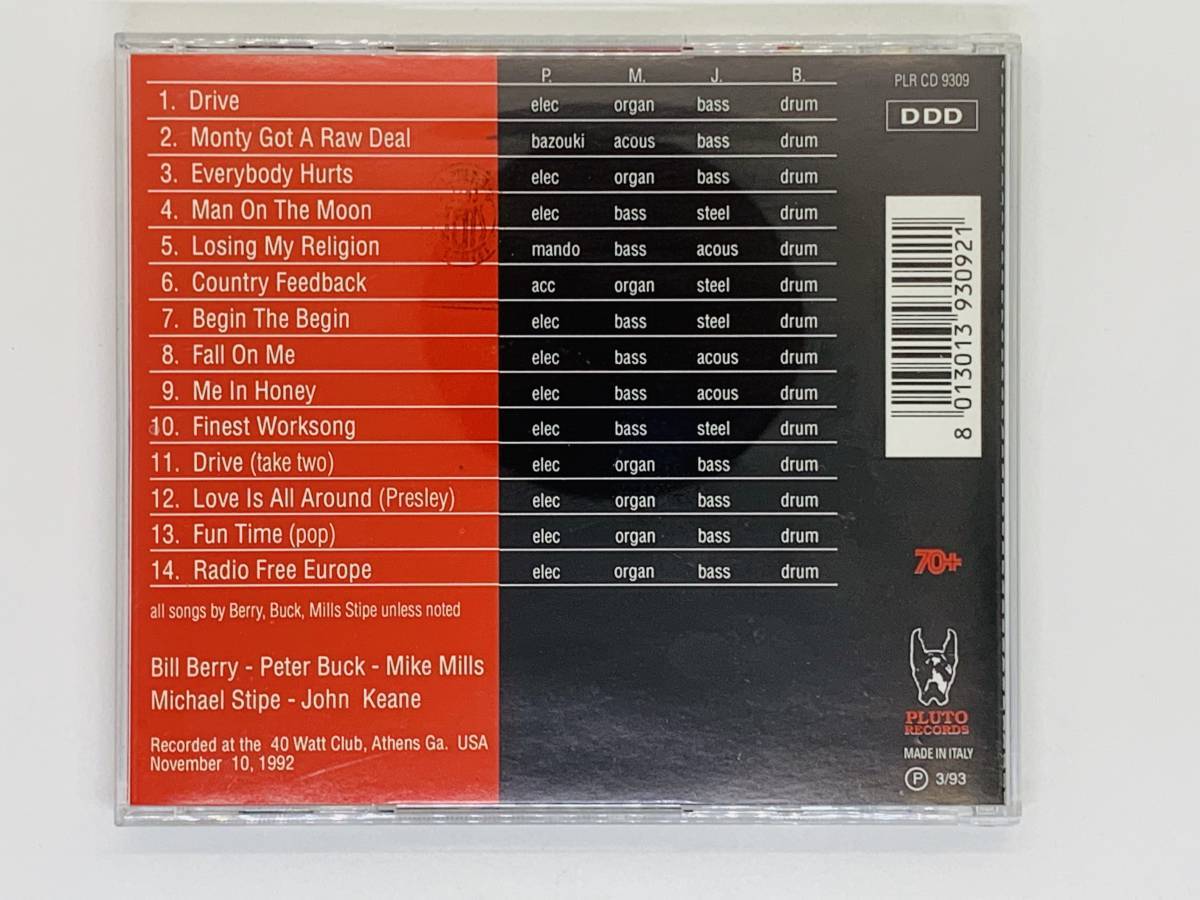 P. M. J. B.
1. Drive elec organ bass drum
2. Monty Got A Raw Deal bazouki acous bass drum
3. Everybody Hurts elec organ bass drum
4. Man On The Moon elec bass steel drum
5. Losing My Religion mando bass acous drum
6. Country Feedback acc organ steel drum
7. Begin The Begin elec bass steel drum
8. Fall On Me elec bass acous drum
9. Me In Honey elec bass acous drum
10. Finest Worksong elec bass steel drum
11. Drive (take two) elec organ bass drum
12. Love Is All Around (Presley) elec organ bass drum
13. Fun Time (pop) elec organ bass drum
14. Radio Free Europe elec organ bass drum
all songs by Berry, Buck, Mills Stipe unless noted
Bill Berry - Peter Buck - Mike Mills
Michael Stipe - John Keane
Recorded at the 40 Watt Club, Athens Ga. USA
November 10, 1992
PLR CD 9309
DDD
8 013013 930921
70+
PLUTO
RECORDS
MADE IN ITALY
Ⓟ 3/93